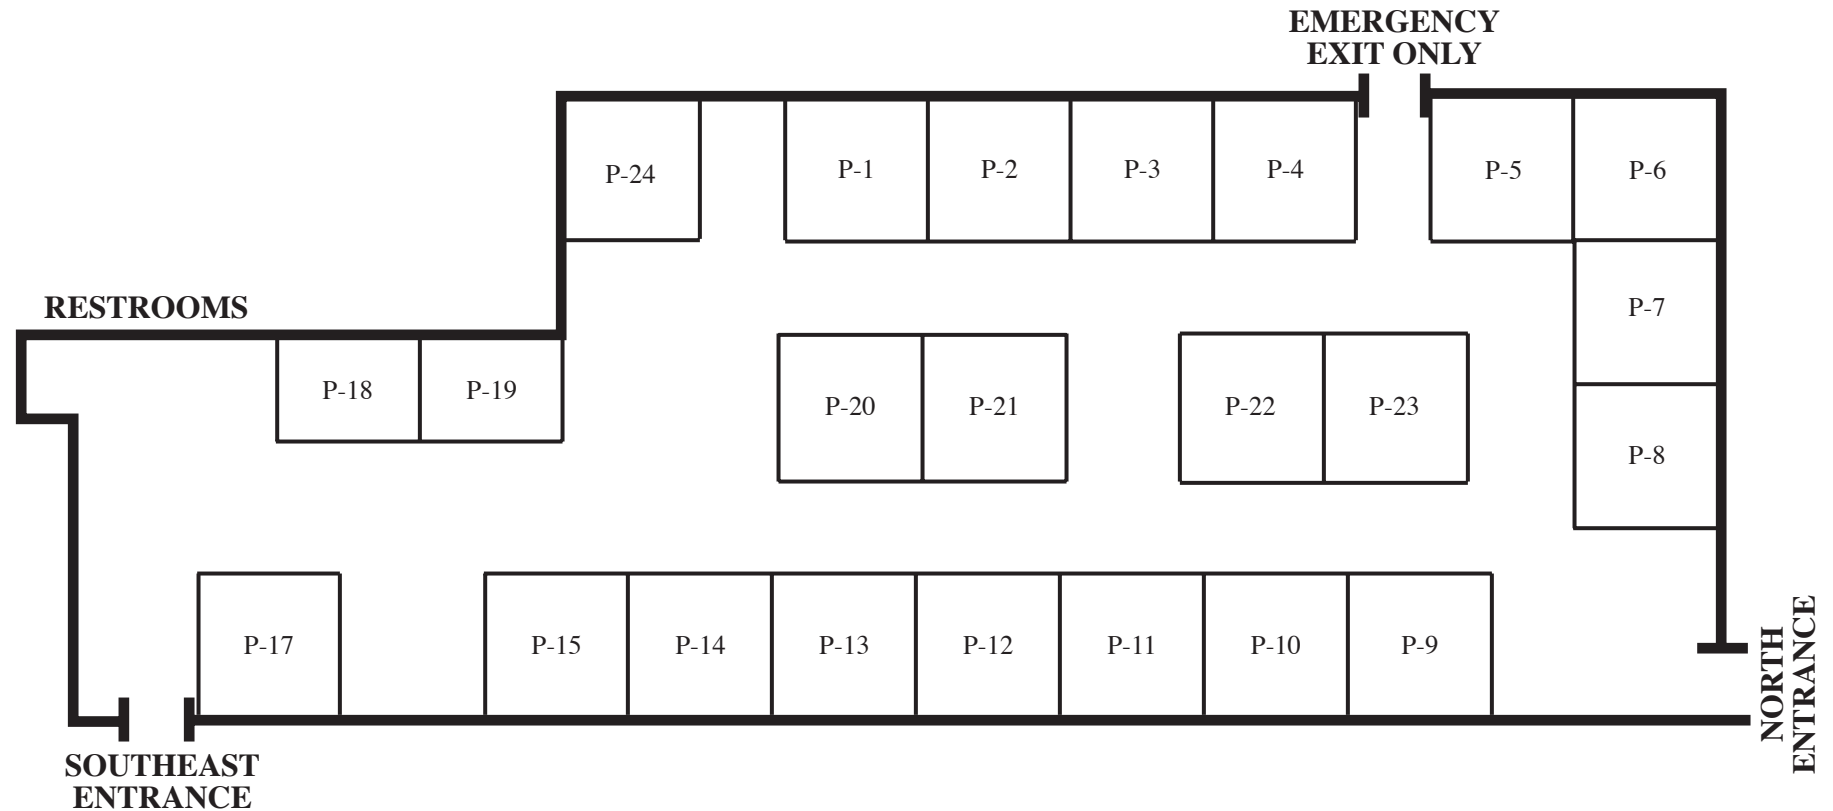 EMERGENCY
EXIT ONLY
P-24
P-1
P-2
P-3
P-4
P-5
P-6
RESTROOMS
P-7
P-18
P-19
P-20
P-21
P-22
P-23
P-8
P-17
P-15
P-14
P-13
P-12
P-11
P-10
P-9
NORTH
ENTRANCE
SOUTHEAST
ENTRANCE